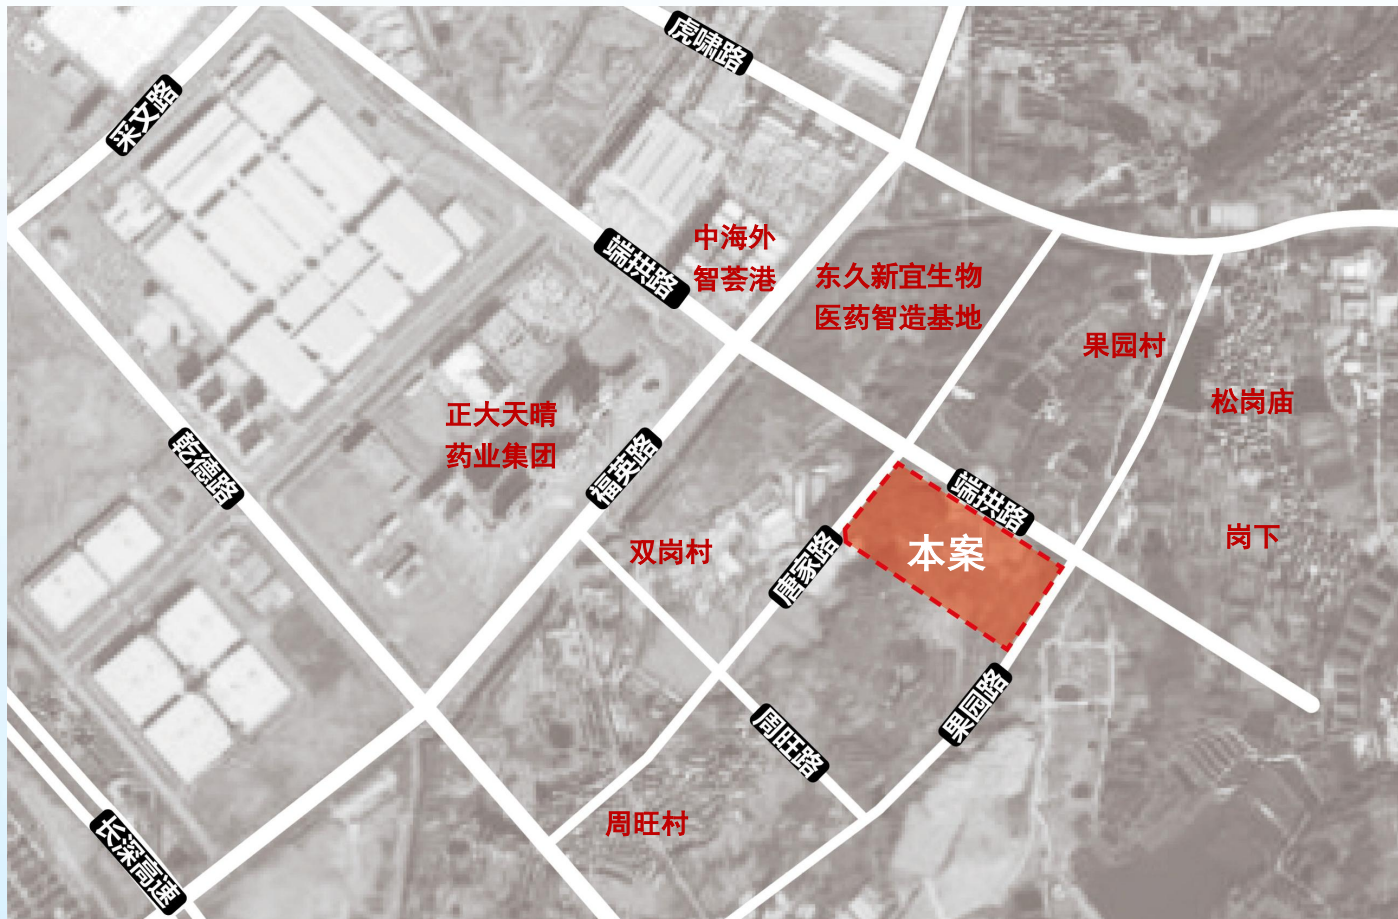 虎啸路
采文路
中海外
智荟港
端拱路
东久新宜生物
医药智造基地
果园村
松岗庙
正大天晴
药业集团
乾德路
福英路
端拱路
岗下
双岗村
本案
唐家路
果园路
周旺路
周旺村
长深高速